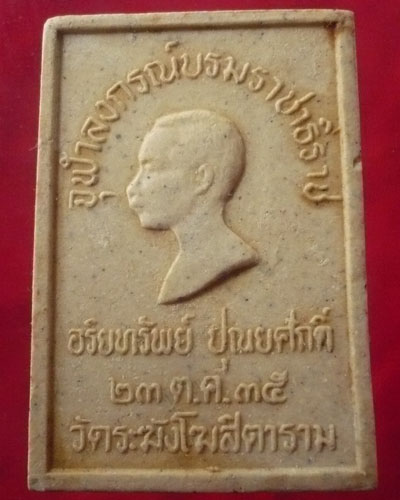 จุฬาลงกรณ์บรมราชาธิราช
อริยทรัพย์ ปุณยศักดิ์
๒๓ ต.ค.๓๕
วัดระฆังโฆสิตาราม